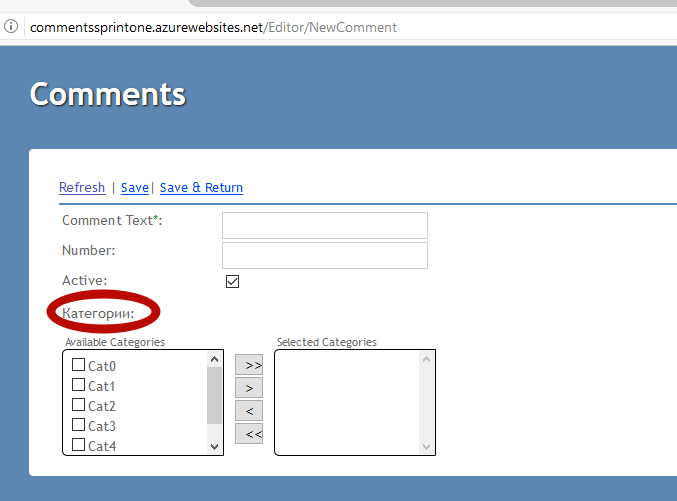 commentssprintone.azurewebsites.net/Editor/NewComment
Comments
Refresh | Save| Save & Return
Comment Text*:
Number:
Active:
Категории:
Available Categories Selected Categories
Cat0 >>
Cat1 >
Cat2 <
Cat3 <<
Cat4